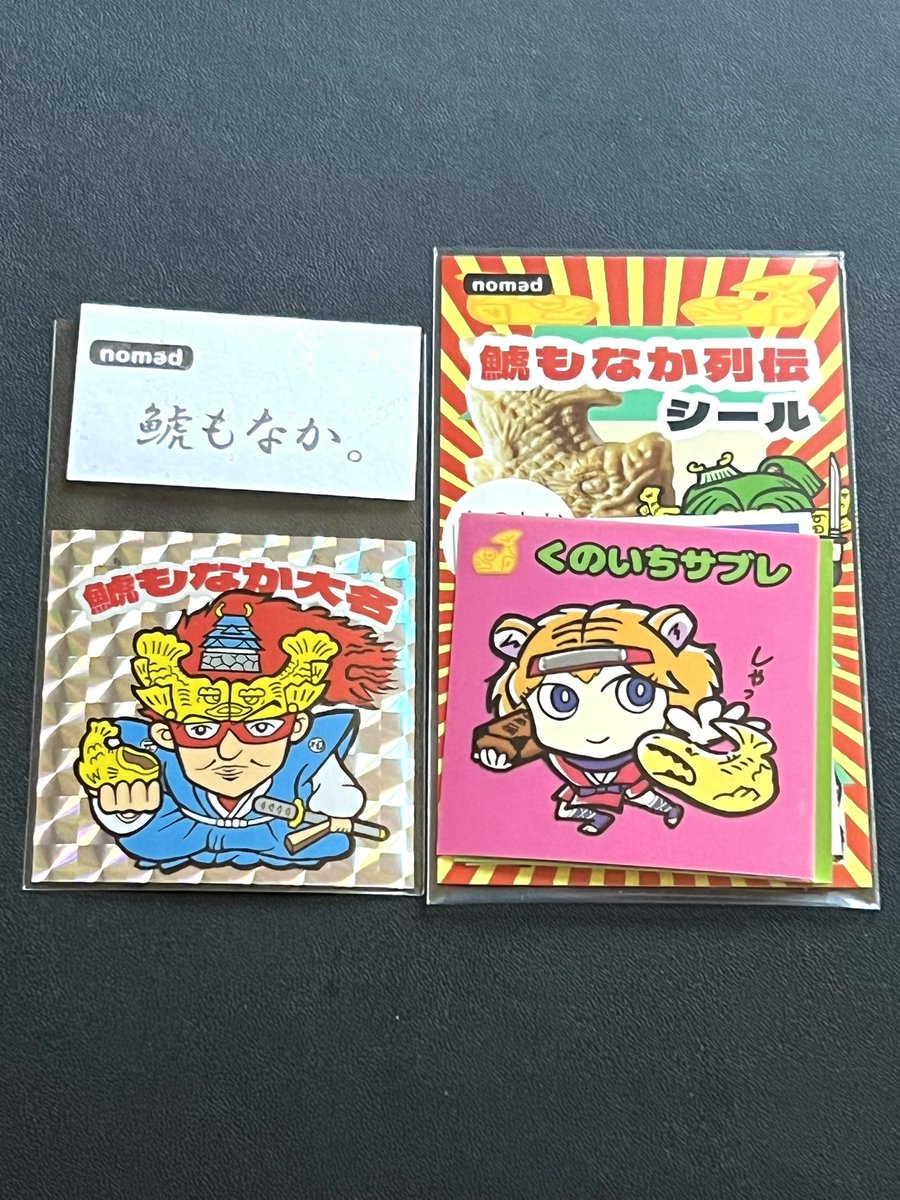 nomad
鯱もなか。
鯱もなか大名
nomad
鯱もなか列伝
シール
くのいちサブレ
しゃっ